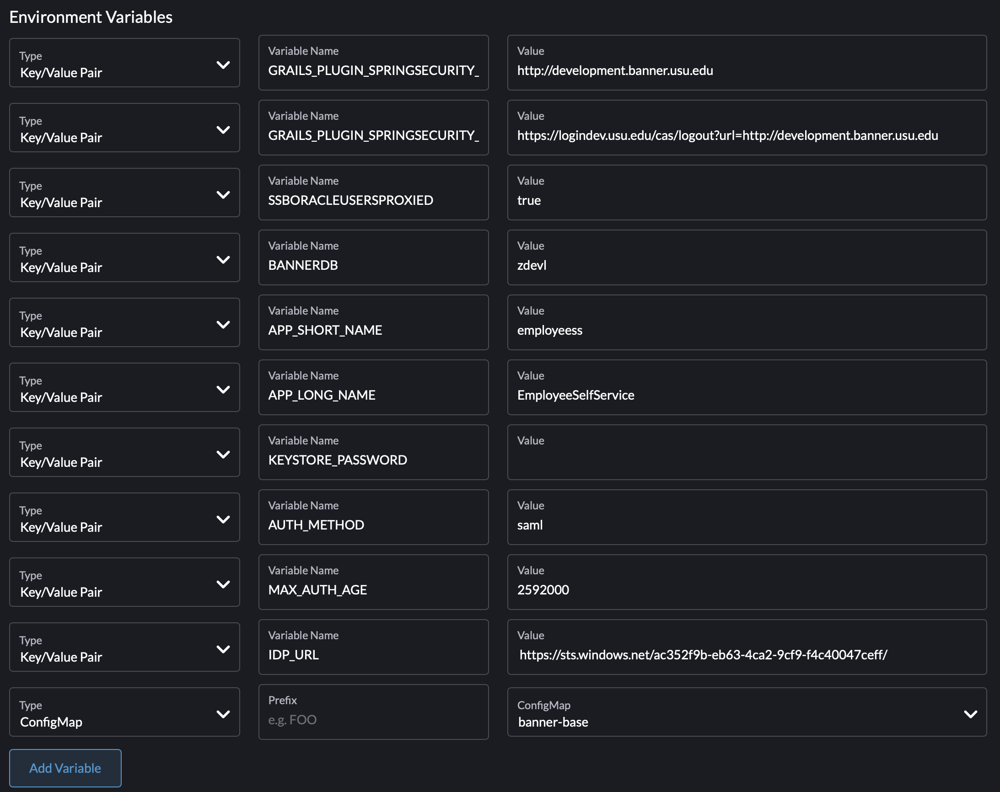 Environment Variables
Type
Key/Value Pair
Variable Name
GRAILS_PLUGIN_SPRINGSECURITY_
Value
http://development.banner.usu.edu
Type
Key/Value Pair
Variable Name
GRAILS_PLUGIN_SPRINGSECURITY_
Value
https://logindev.usu.edu/cas/logout?url=http://development.banner.usu.edu
Type
Key/Value Pair
Variable Name
SSBORACLEUSERSPROXIED
Value
true
Type
Key/Value Pair
Variable Name
BANNERDB
Value
zdevl
Type
Key/Value Pair
Variable Name
APP_SHORT_NAME
Value
employeess
Type
Key/Value Pair
Variable Name
APP_LONG_NAME
Value
EmployeeSelfService
Type
Key/Value Pair
Variable Name
KEYSTORE_PASSWORD
Value
Type
Key/Value Pair
Variable Name
AUTH_METHOD
Value
saml
Type
Key/Value Pair
Variable Name
MAX_AUTH_AGE
Value
2592000
Type
Key/Value Pair
Variable Name
IDP_URL
Value
https://sts.windows.net/ac352f9b-eb63-4ca2-9cf9-f4c40047ceff/
Type
ConfigMap
Prefix
e.g. FOO
ConfigMap
banner-base
Add Variable